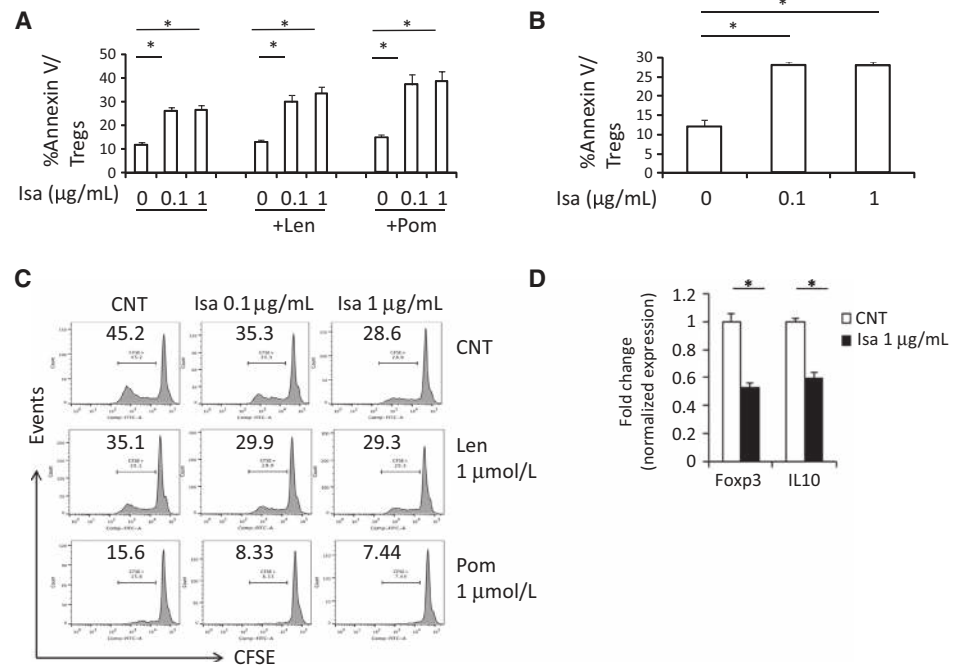 A
%Annexin V/
Tregs
50
40
30
20
10
0
*
*
*
*
*
*
Isa (µg/mL) 0 0.1 1 0 0.1 1 0 0.1 1
+Len +Pom
B
%Annexin V/
Tregs
30
25
20
15
10
5
0
*
*
Isa (µg/mL) 0 0.1 1
C
CNT Isa 0.1 µg/mL Isa 1 µg/mL
45.2 35.3 28.6 CNT
35.1 29.9 29.3 Len
1 µmol/L
15.6 8.33 7.44 Pom
1 µmol/L
Events
CFSE
D
Fold change
(normalized expression)
1.2
1
0.8
0.6
0.4
0.2
0
* *
CNT
Isa 1 µg/mL
Foxp3 IL10